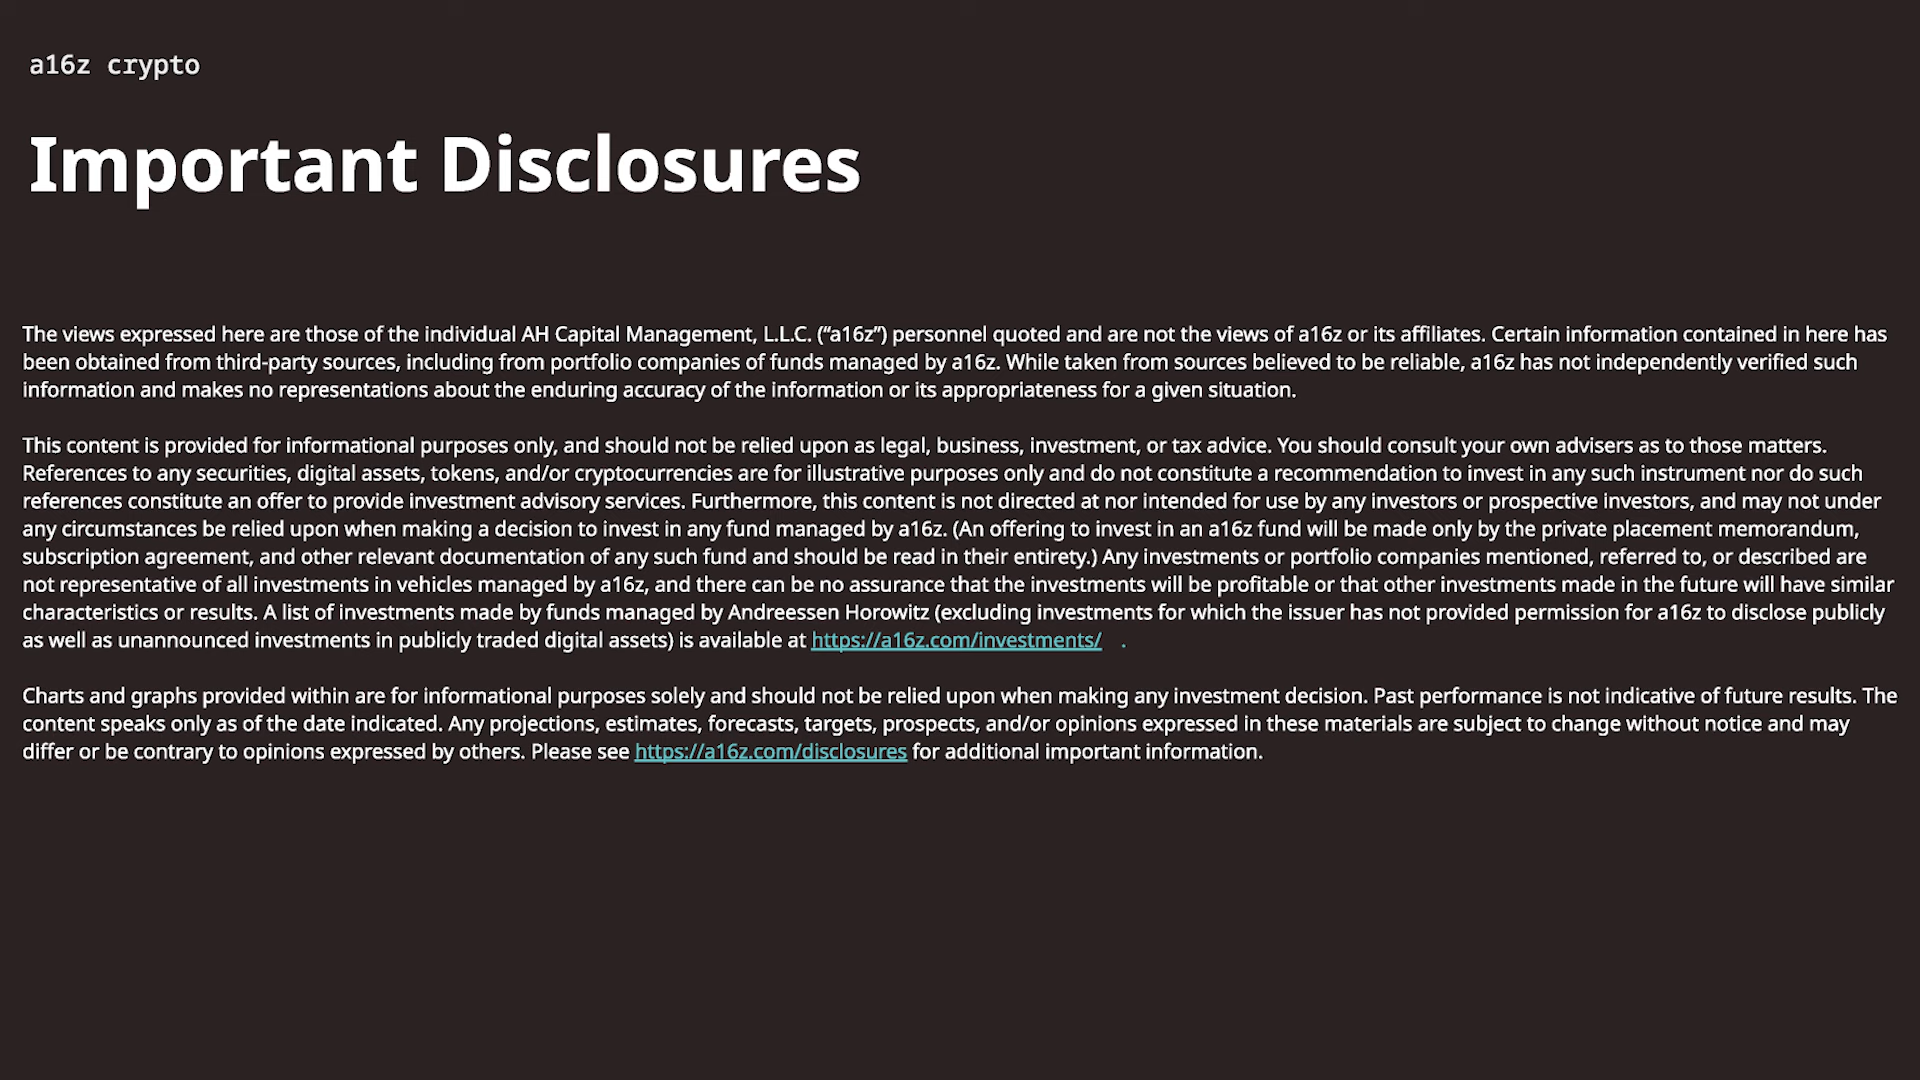 a16z crypto
Important Disclosures
The views expressed here are those of the individual AH Capital Management, L.L.C. (“a16z”) personnel quoted and are not the views of a16z or its affiliates. Certain information contained in here has
been obtained from third-party sources, including from portfolio companies of funds managed by a16z. While taken from sources believed to be reliable, a16z has not independently verified such
information and makes no representations about the enduring accuracy of the information or its appropriateness for a given situation.
This content is provided for informational purposes only, and should not be relied upon as legal, business, investment, or tax advice. You should consult your own advisers as to those matters.
References to any securities, digital assets, tokens, and/or cryptocurrencies are for illustrative purposes only and do not constitute a recommendation to invest in any such instrument nor do such
references constitute an offer to provide investment advisory services. Furthermore, this content is not directed at nor intended for use by any investors or prospective investors, and may not under
any circumstances be relied upon when making a decision to invest in any fund managed by a16z. (An offering to invest in an a16z fund will be made only by the private placement memorandum,
subscription agreement, and other relevant documentation of any such fund and should be read in their entirety.) Any investments or portfolio companies mentioned, referred to, or described are
not representative of all investments in vehicles managed by a16z, and there can be no assurance that the investments will be profitable or that other investments made in the future will have similar
characteristics or results. A list of investments made by funds managed by Andreessen Horowitz (excluding investments for which the issuer has not provided permission for a16z to disclose publicly
as well as unannounced investments in publicly traded digital assets) is available at https://a16z.com/investments/ .
Charts and graphs provided within are for informational purposes solely and should not be relied upon when making any investment decision. Past performance is not indicative of future results. The
content speaks only as of the date indicated. Any projections, estimates, forecasts, targets, prospects, and/or opinions expressed in these materials are subject to change without notice and may
differ or be contrary to opinions expressed by others. Please see https://a16z.com/disclosures for additional important information.